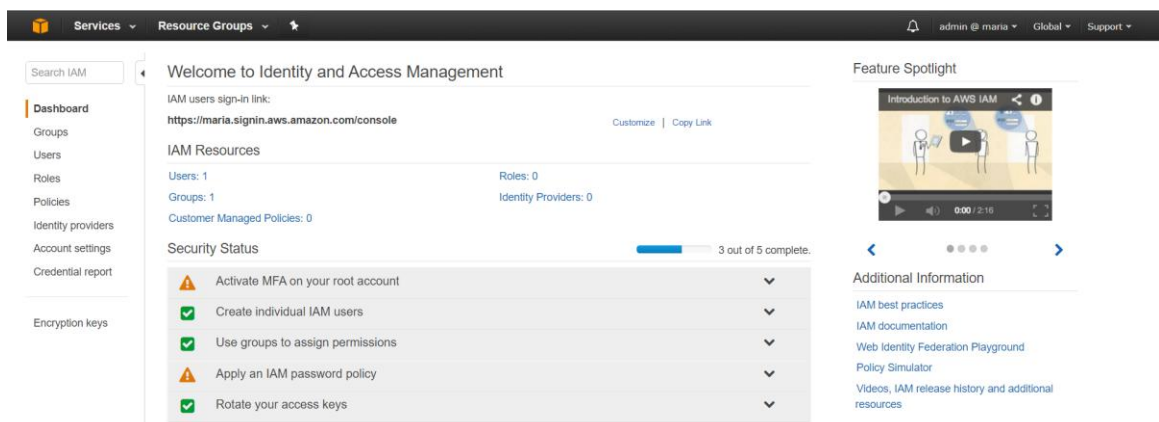 Services Resource Groups admin @ maria Global Support
Search IAM
Dashboard
Groups
Users
Roles
Policies
Identity providers
Account settings
Credential report
Encryption keys
Welcome to Identity and Access Management
IAM users sign-in link:
https://maria.signin.aws.amazon.com/console Customize | Copy Link
IAM Resources
Users: 1 Roles: 0
Groups: 1 Identity Providers: 0
Customer Managed Policies: 0
Security Status 3 out of 5 complete.
Activate MFA on your root account
Create individual IAM users
Use groups to assign permissions
Apply an IAM password policy
Rotate your access keys
Feature Spotlight
Introduction to AWS IAM
0:00 / 2:16
Additional Information
IAM best practices
IAM documentation
Web Identity Federation Playground
Policy Simulator
Videos, IAM release history and additional
resources